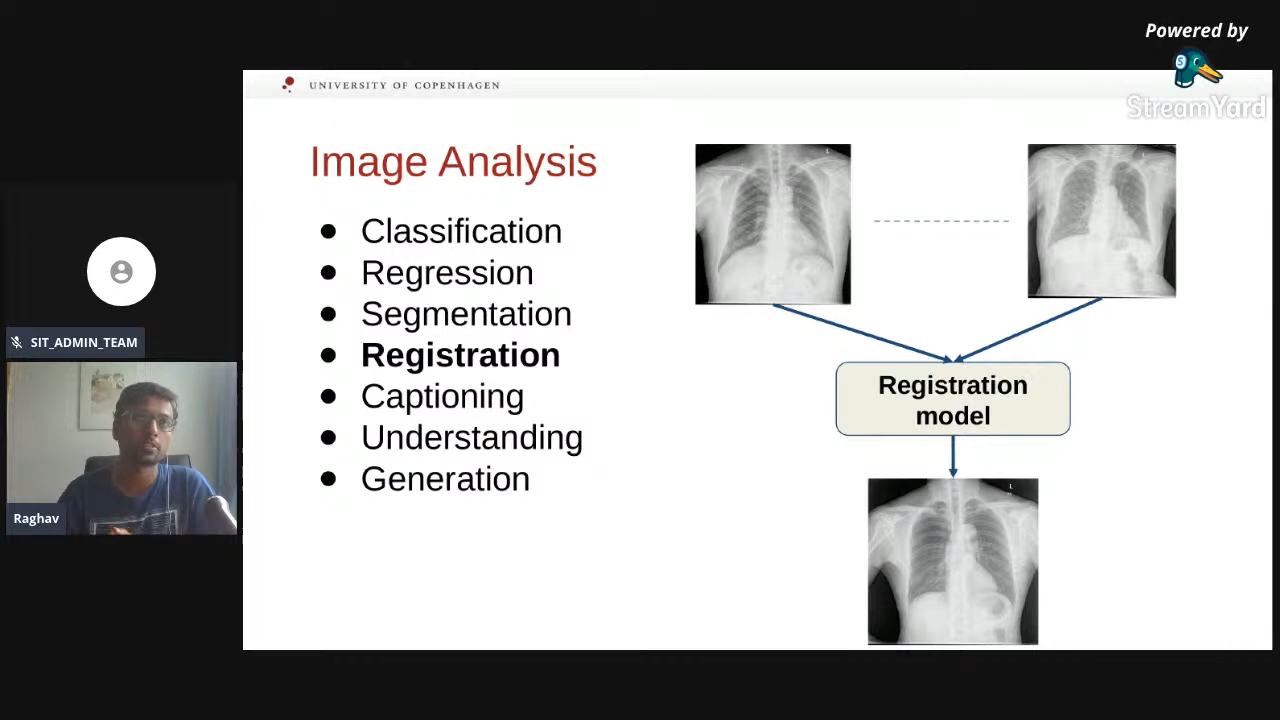 Powered by
StreamYard
UNIVERSITY OF COPENHAGEN
Image Analysis
● Classification
● Regression
● Segmentation
● Registration
● Captioning
● Understanding
● Generation
L
L
Registration
model
L
SIT_ADMIN_TEAM
Raghav